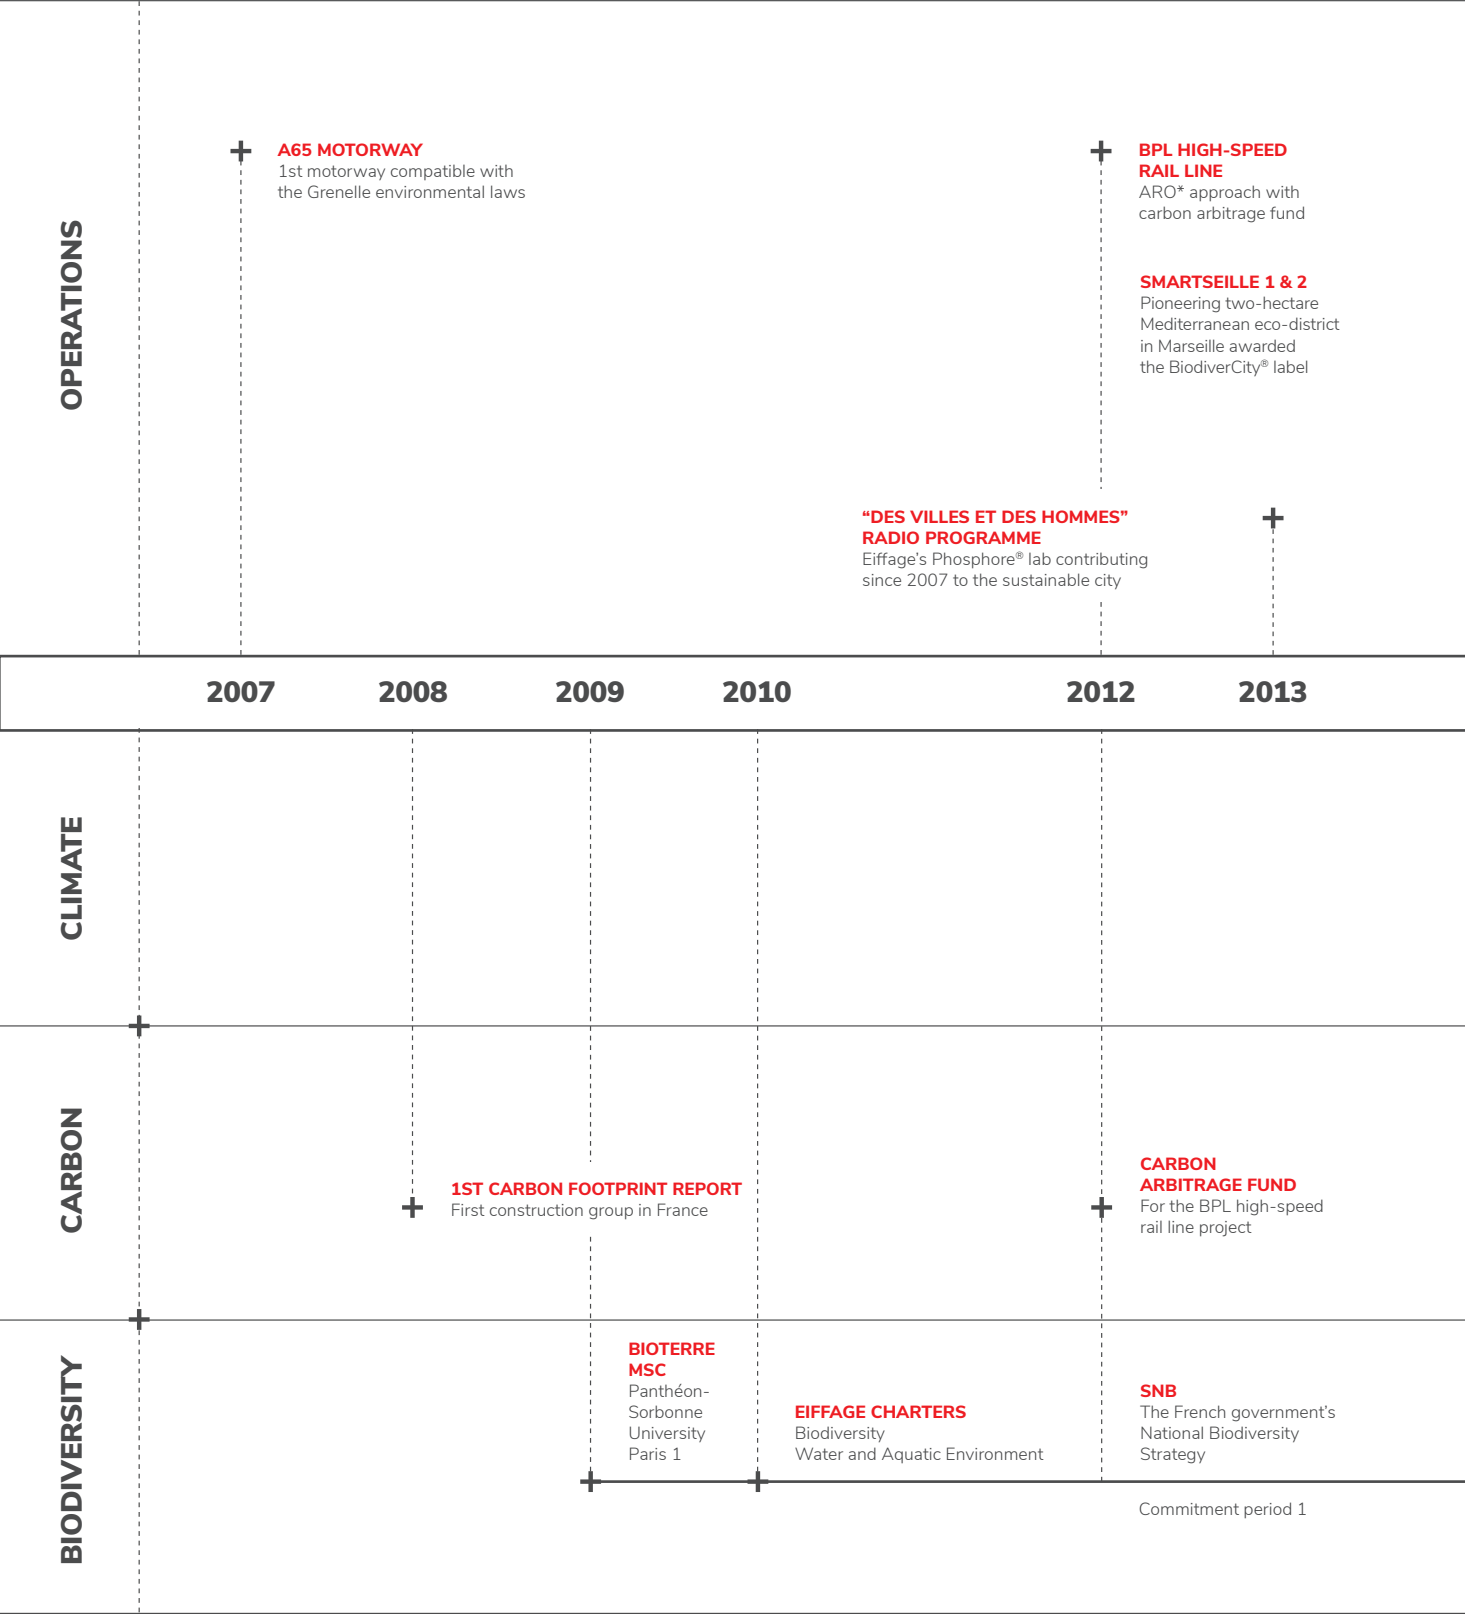 OPERATIONS
A65 MOTORWAY
1st motorway compatible with
the Grenelle environmental laws
BPL HIGH-SPEED
RAIL LINE
ARO* approach with
carbon arbitrage fund
SMARTSEILLE 1 & 2
Pioneering two-hectare
Mediterranean eco-district
in Marseille awarded
the BiodiverCity® label
“DES VILLES ET DES HOMMES”
RADIO PROGRAMME
Eiffage’s Phosphore® lab contributing
since 2007 to the sustainable city
2007 2008 2009 2010 2012 2013
CLIMATE
CARBON
1ST CARBON FOOTPRINT REPORT
First construction group in France
CARBON
ARBITRAGE FUND
For the BPL high-speed
rail line project
BIODIVERSITY
BIOTERRE
MSC
Panthéon-
Sorbonne
University
Paris 1
EIFFAGE CHARTERS
Biodiversity
Water and Aquatic Environment
SNB
The French government’s
National Biodiversity
Strategy
Commitment period 1